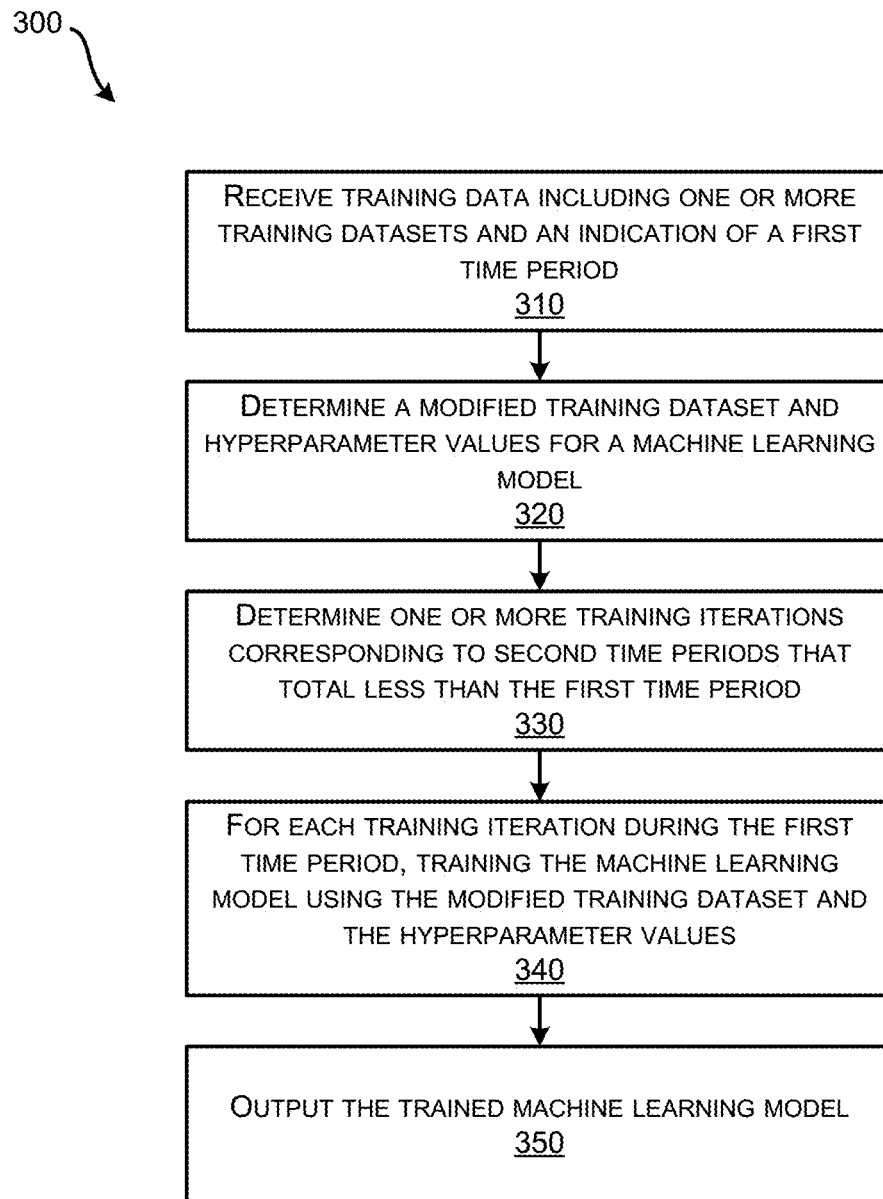 300
RECEIVE TRAINING DATA INCLUDING ONE OR MORE
TRAINING DATASETS AND AN INDICATION OF A FIRST
TIME PERIOD
310
DETERMINE A MODIFIED TRAINING DATASET AND
HYPERPARAMETER VALUES FOR A MACHINE LEARNING
MODEL
320
DETERMINE ONE OR MORE TRAINING ITERATIONS
CORRESPONDING TO SECOND TIME PERIODS THAT
TOTAL LESS THAN THE FIRST TIME PERIOD
330
FOR EACH TRAINING ITERATION DURING THE FIRST
TIME PERIOD, TRAINING THE MACHINE LEARNING
MODEL USING THE MODIFIED TRAINING DATASET AND
THE HYPERPARAMETER VALUES
340
OUTPUT THE TRAINED MACHINE LEARNING MODEL
350